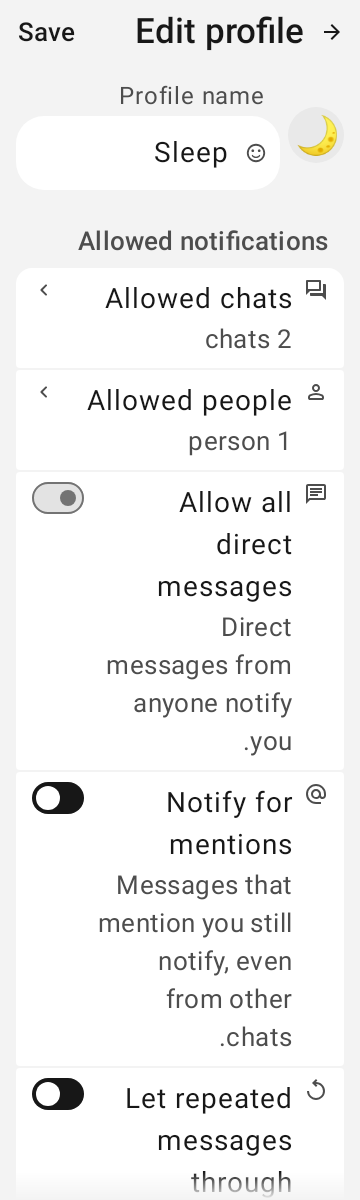 Edit profile
Save
Profile name
Sleep
Allowed notifications
Allowed chats
chats 2
Allowed people
person 1
Allow all
direct
messages
Direct
messages from
anyone notify
.you
Notify for
mentions
Messages that
mention you still
notify, even
from other
.chats
Let repeated
messages
through